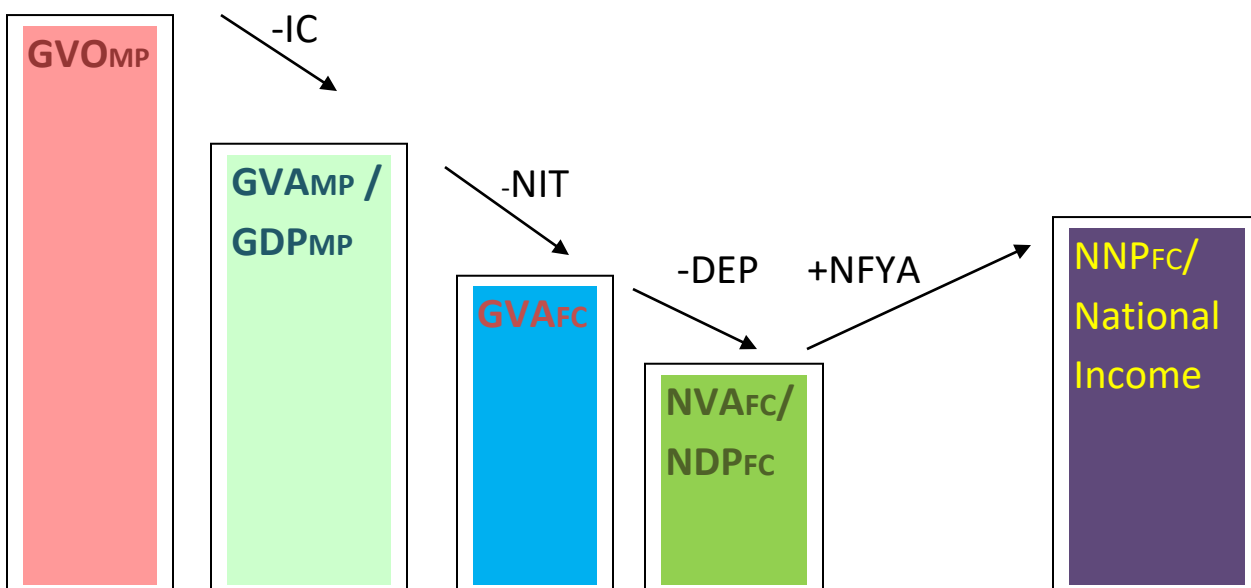 GVOMP
-IC
GVAMP /
GDPMP
-NIT
GVAFC
-DEP
+NFYA
NVAFC/
NDPFC
NNPFC/
National
Income